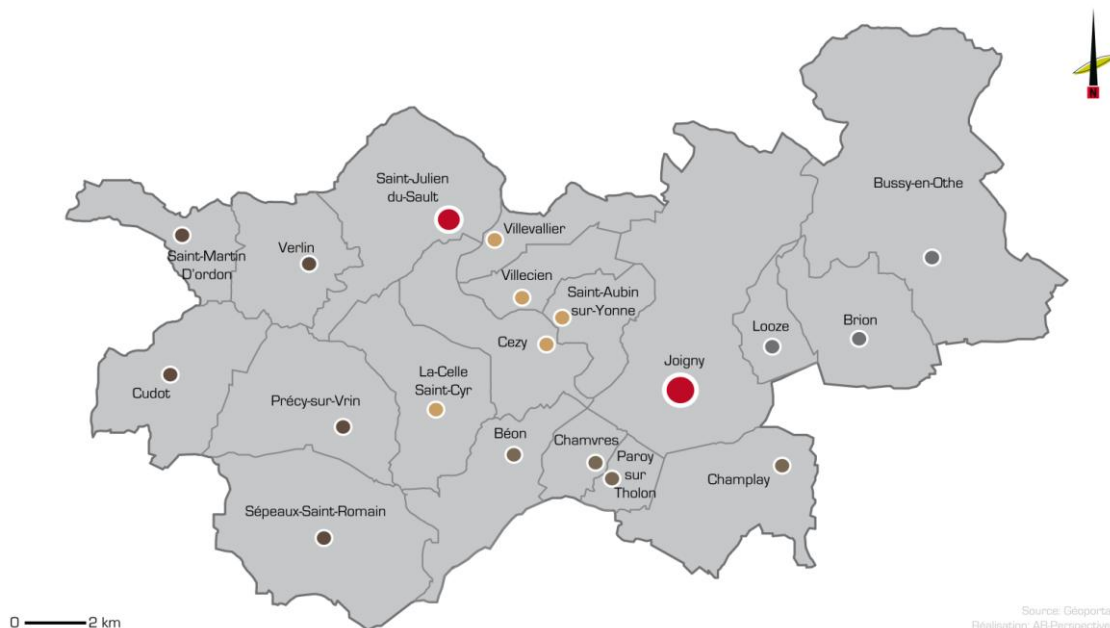 N
Bussy-en-Othe
Saint-Julien
du-Sault
Villevallier
Saint-Martin
D'ordon
Verlin
Villecien
Saint-Aubin
sur-Yonne
Looze
Brion
Cezy
Joigny
La-Celle
Saint-Cyr
Cudot
Précy-sur-Vrin
Béon
Chamvres
Paroy
sur
Tholon
Champlay
Sépeaux-Saint-Romain
0 2 km
Source: Géoporta
Réalisation: AB Perspective